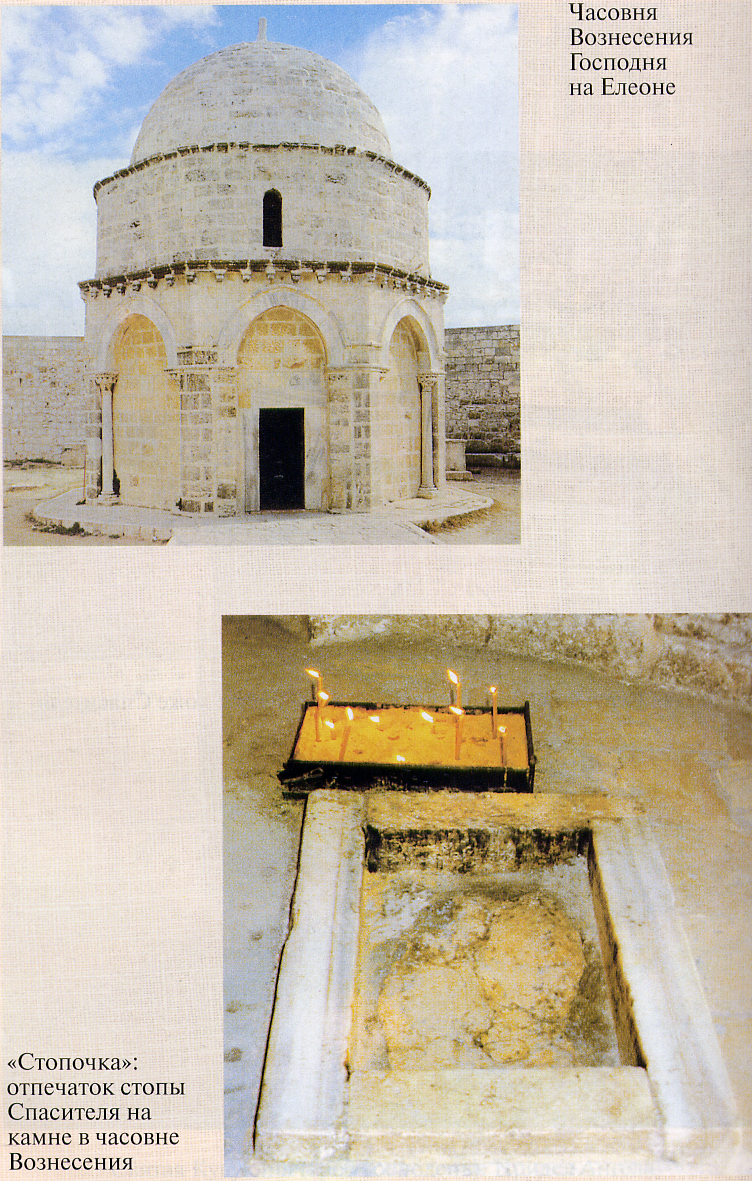 Часовня
Вознесения
Господня
на Елеоне
«Стопочка»:
отпечаток стопы
Спасителя на
камне в часовне
Вознесения